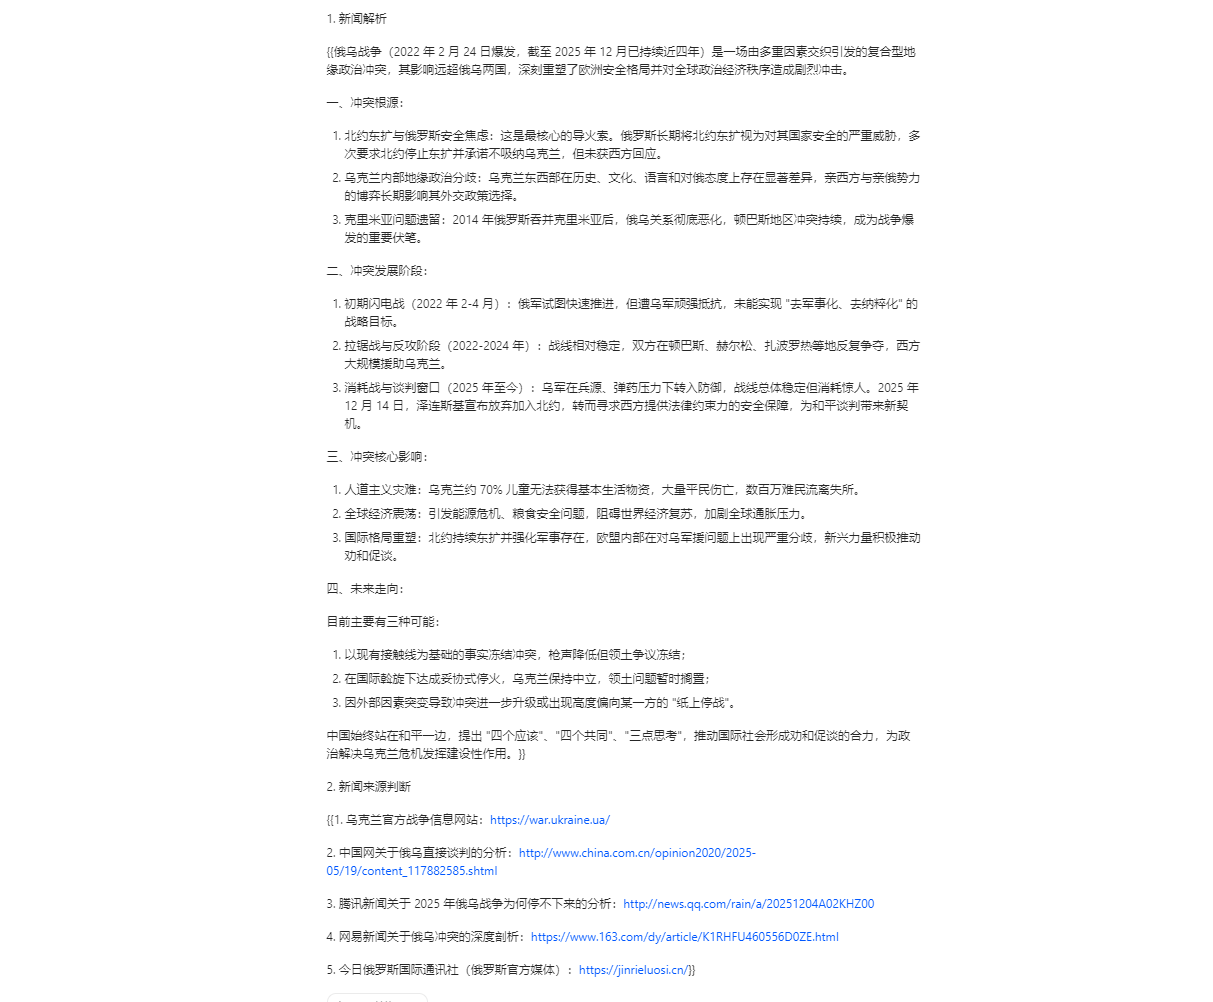 1. 新闻解析
{{俄乌战争（2022 年 2 月 24 日爆发，截至 2025 年 12 月已持续近四年）是一场由多重因素交织引发的复合型地
缘政治冲突，其影响远超俄乌两国，深刻重塑了欧洲安全格局并对全球政治经济秩序造成剧烈冲击。
一、冲突根源：
1. 北约东扩与俄罗斯安全焦虑：这是最核心的导火索。俄罗斯长期将北约东扩视为对其国家安全的严重威胁，多
次要求北约停止东扩并承诺不吸纳乌克兰，但未获西方回应。
2. 乌克兰内部地缘政治分歧：乌克兰东西部在历史、文化、语言和对俄态度上存在显著差异，亲西方与亲俄势力
的博弈长期影响其外交政策选择。
3. 克里米亚问题遗留：2014 年俄罗斯吞并克里米亚后，俄乌关系彻底恶化，顿巴斯地区冲突持续，成为战争爆
发的重要伏笔。
二、冲突发展阶段：
1. 初期闪电战（2022 年 2-4 月）：俄军试图快速推进，但遭乌军顽强抵抗，未能实现 "去军事化、去纳粹化" 的
战略目标。
2. 拉锯战与反攻阶段（2022-2024 年）：战线相对稳定，双方在顿巴斯、赫尔松、扎波罗热等地反复争夺，西方
大规模援助乌克兰。
3. 消耗战与谈判窗口（2025 年至今）：乌军在兵源、弹药压力下转入防御，战线总体稳定但消耗惊人。2025 年
12 月 14 日，泽连斯基宣布放弃加入北约，转而寻求西方提供法律约束力的安全保障，为和平谈判带来新契
机。
三、冲突核心影响：
1. 人道主义灾难：乌克兰约 70% 儿童无法获得基本生活物资，大量平民伤亡，数百万难民流离失所。
2. 全球经济震荡：引发能源危机、粮食安全问题，阻碍世界经济复苏，加剧全球通胀压力。
3. 国际格局重塑：北约持续东扩并强化军事存在，欧盟内部在对乌军援问题上出现严重分歧，新兴力量积极推动
劝和促谈。
四、未来走向：
目前主要有三种可能：
1. 以现有接触线为基础的事实冻结冲突，枪声降低但领土争议冻结；
2. 在国际斡旋下达成妥协式停火，乌克兰保持中立，领土问题暂时搁置；
3. 因外部因素突变导致冲突进一步升级或出现高度偏向某一方的 "纸上停战"。
中国始终站在和平一边，提出 "四个应该"、"四个共同"、"三点思考"，推动国际社会形成劝和促谈的合力，为政
治解决乌克兰危机发挥建设性作用。}}
2. 新闻来源判断
{{1. 乌克兰官方战争信息网站：https://war.ukraine.ua/
2. 中国网关于俄乌直接谈判的分析：http://www.china.com.cn/opinion2020/2025-
05/19/content_117882585.shtml
3. 腾讯新闻关于 2025 年俄乌战争为何停不下来的分析：http://news.qq.com/rain/a/20251204A02KHZ00
4. 网易新闻关于俄乌冲突的深度剖析：https://www.163.com/dy/article/K1RHFU460556D0ZE.html
5. 今日俄罗斯国际通讯社（俄罗斯官方媒体）：https://jinrieluosi.cn/}}